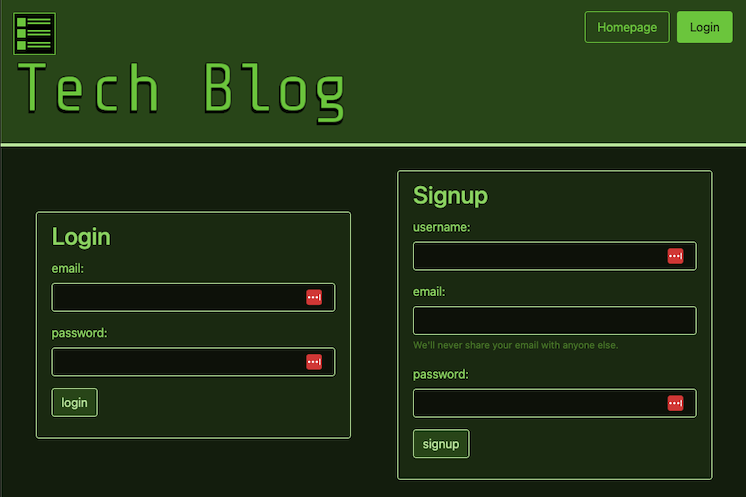 Homepage
Login
Tech Blog
Login
email:
password:
login
Signup
username:
email:
We'll never share your email with anyone else.
password:
signup